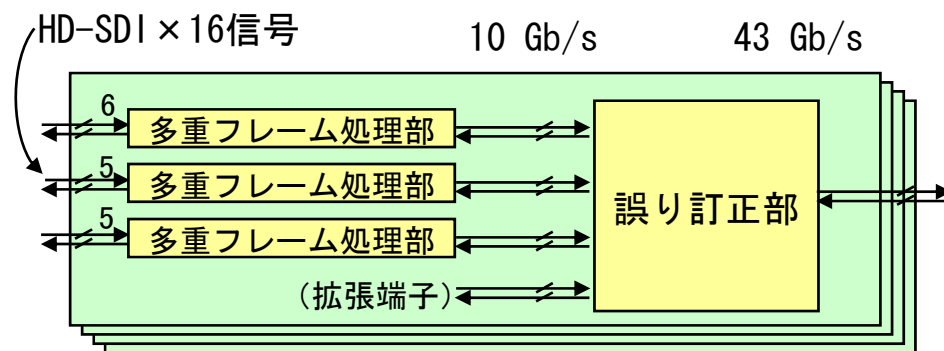 HD-SDI×16信号
10 Gb/s
43 Gb/s
6
多重フレーム処理部
5
多重フレーム処理部
5
多重フレーム処理部
誤り訂正部
(拡張端子)